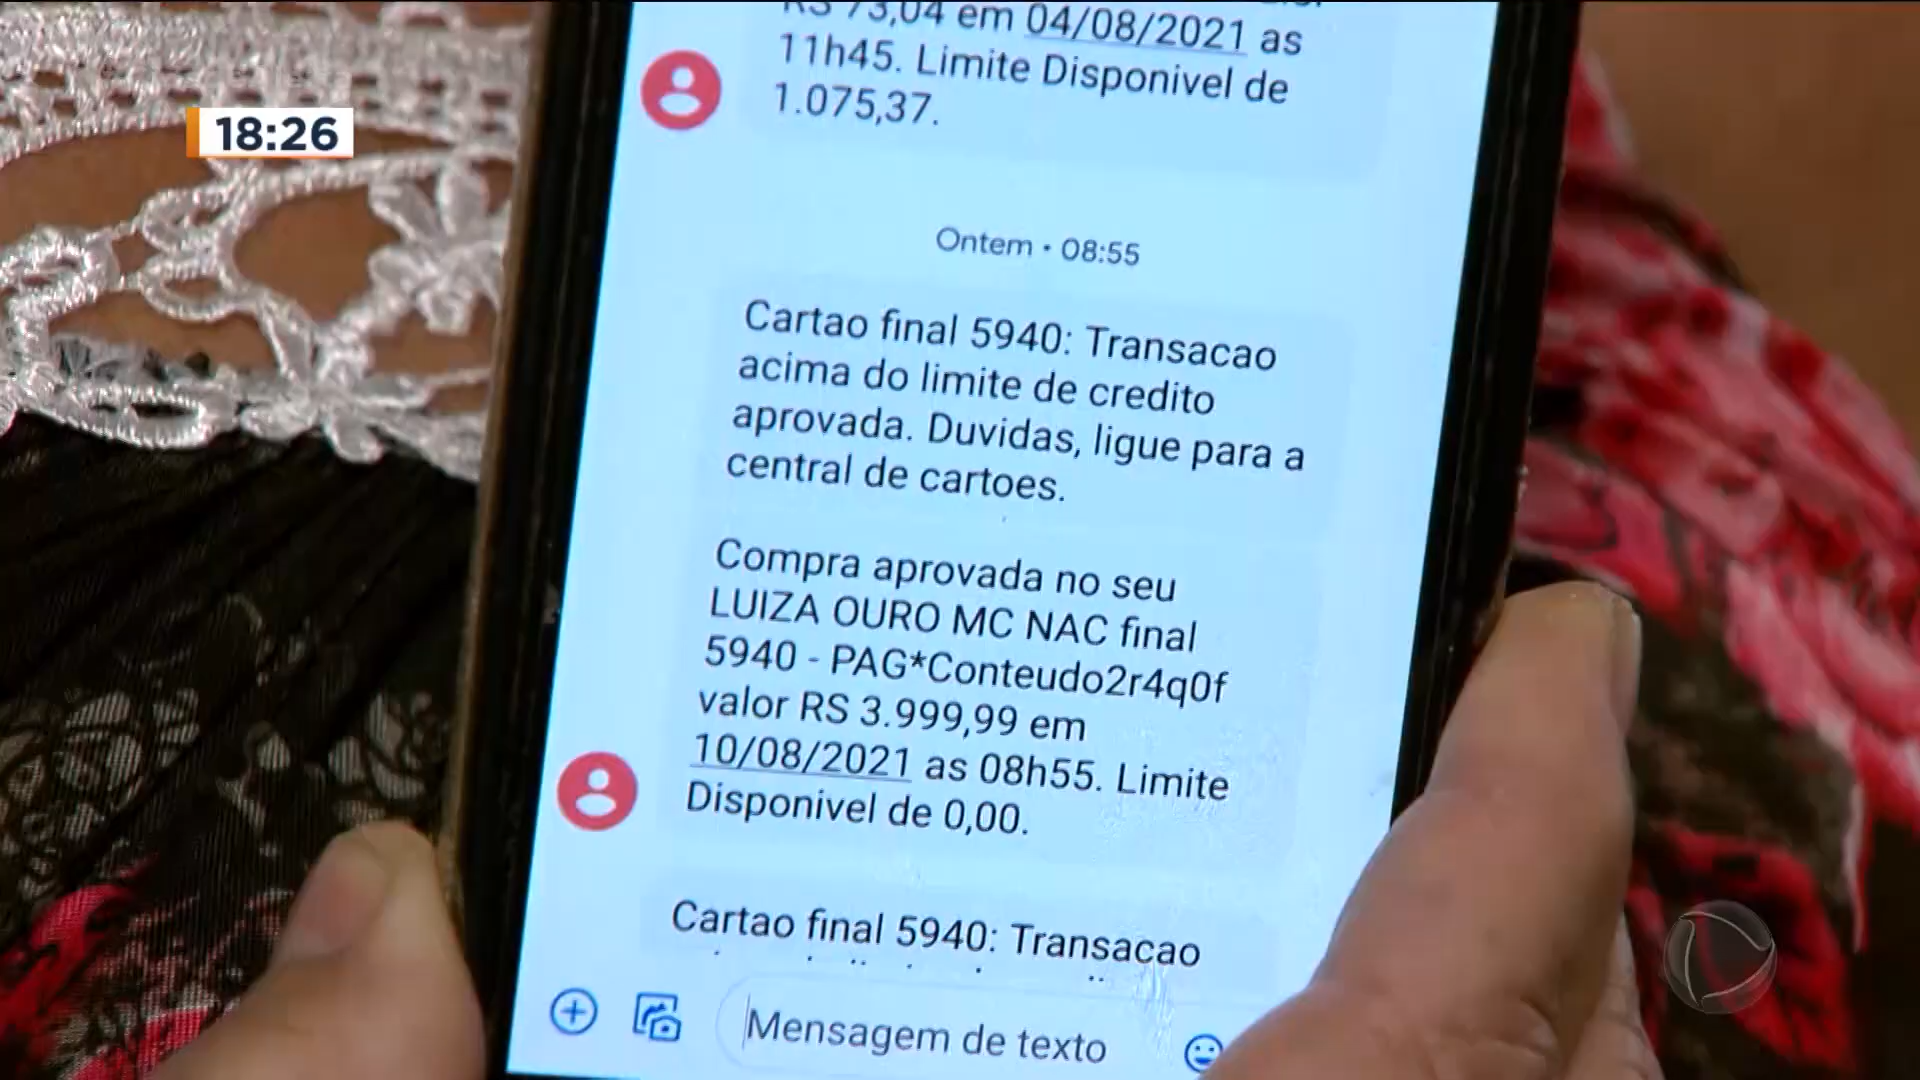 R$ 73,04 em 04/08/2021 as
11h45. Limite Disponivel de
1.075,37.
18:26
Ontem • 08:55
Cartao final 5940: Transacao
acima do limite de credito
aprovada. Duvidas, ligue para a
central de cartoes.
Compra aprovada no seu
LUIZA OURO MC NAC final
5940 - PAG*Conteudo2r4q0f
valor RS 3.999,99 em
10/08/2021 as 08h55. Limite
Disponivel de 0,00.
Cartao final 5940: Transacao
Mensagem de texto